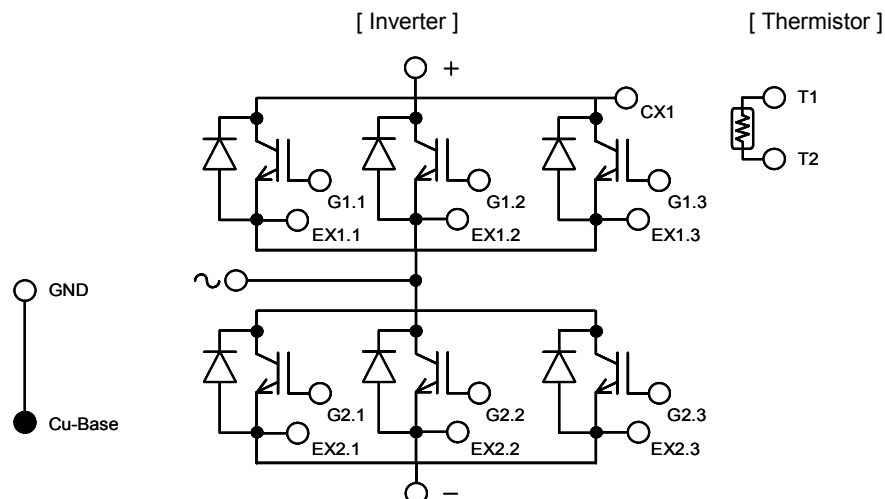 [ Inverter ]
[ Thermistor ]
+
CX1
T1
T2
G1.1
G1.2
G1.3
EX1.1
EX1.2
EX1.3
~
GND
G2.1
G2.2
G2.3
Cu-Base
EX2.1
EX2.2
EX2.3
−